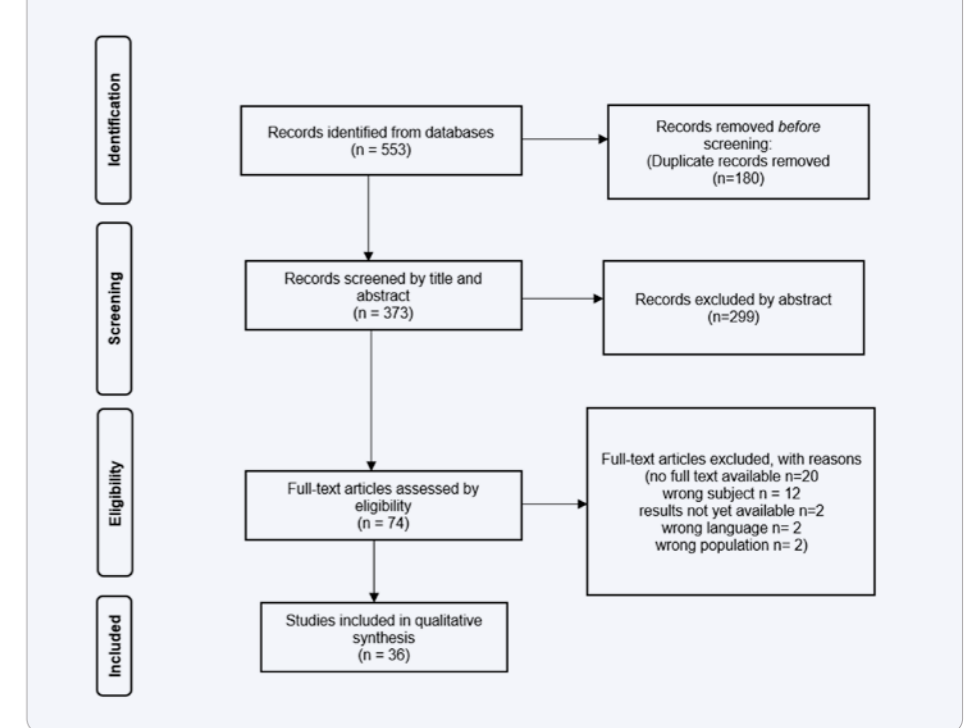 Identification
Records identified from databases
(n = 553)
Records removed before
screening:
(Duplicate records removed
(n=180)
Screening
Records screened by title and
abstract
(n = 373)
Records excluded by abstract
(n=299)
Eligibility
Full-text articles assessed by
eligibility
(n = 74)
Full-text articles excluded, with reasons
(no full text available n=20
wrong subject n = 12
results not yet available n=2
wrong language n= 2
wrong population n= 2)
Included
Studies included in qualitative
synthesis
(n = 36)